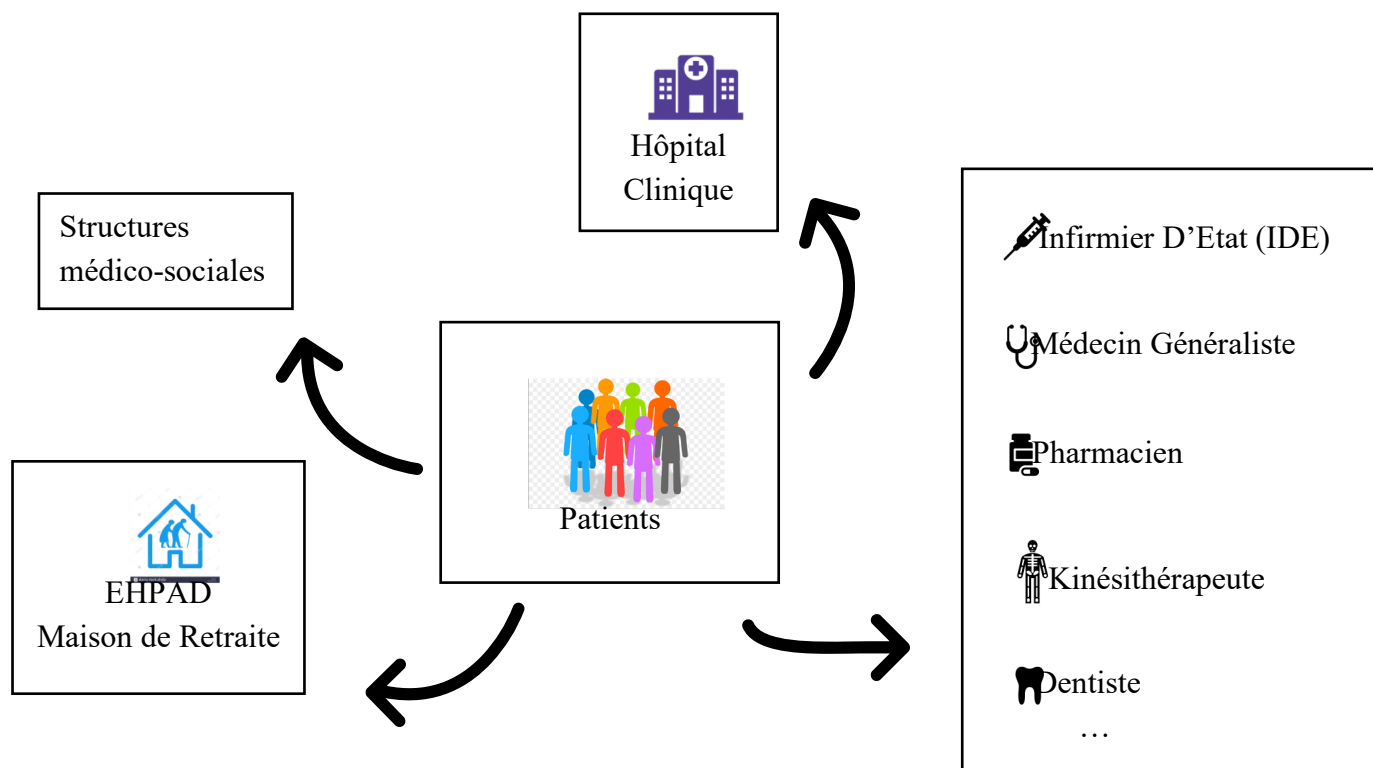 Hôpital
Clinique
Structures
médico-sociales
Infirmier D’Etat (IDE)
Médecin Généraliste
Pharmacien
Patients
EHPAD
Maison de Retraite
Kinésithérapeute
Dentiste
…